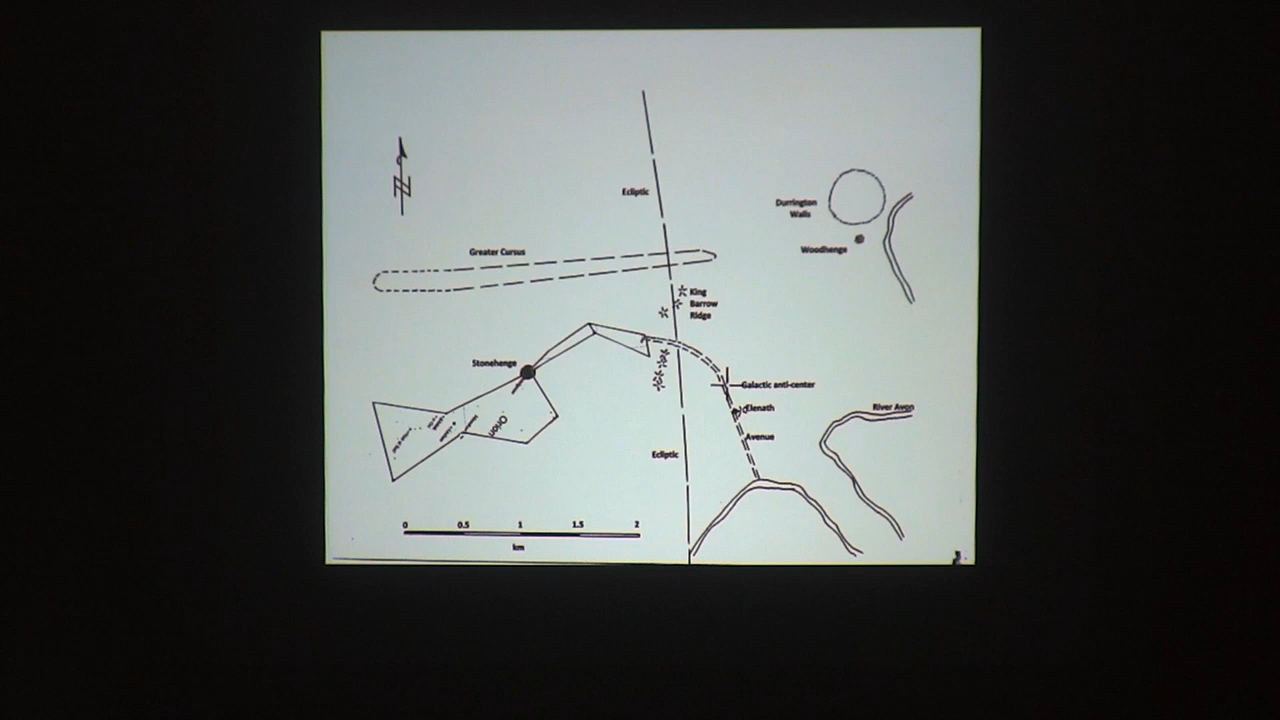 N
Ecliptic
Durrington
Walls
Woodhenge
Greater Cursus
King
Barrow
Ridge
Stonehenge
Galactic anti-center
Elenath
River Avon
Orion
Avenue
Ecliptic
0 0.5 1 1.5 2
km